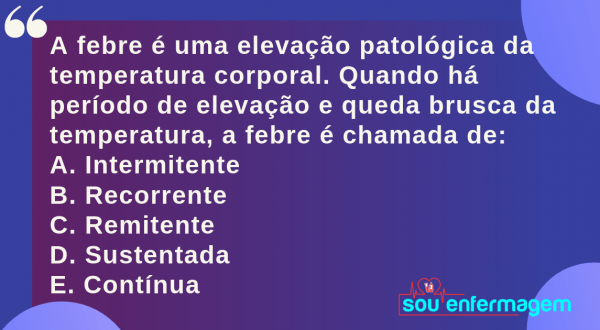 A febre é uma elevação patológica da
temperatura corporal. Quando há
período de elevação e queda brusca da
temperatura, a febre é chamada de:
A. Intermitente
B. Recorrente
C. Remitente
D. Sustentada
E. Contínua
sou enfermagem